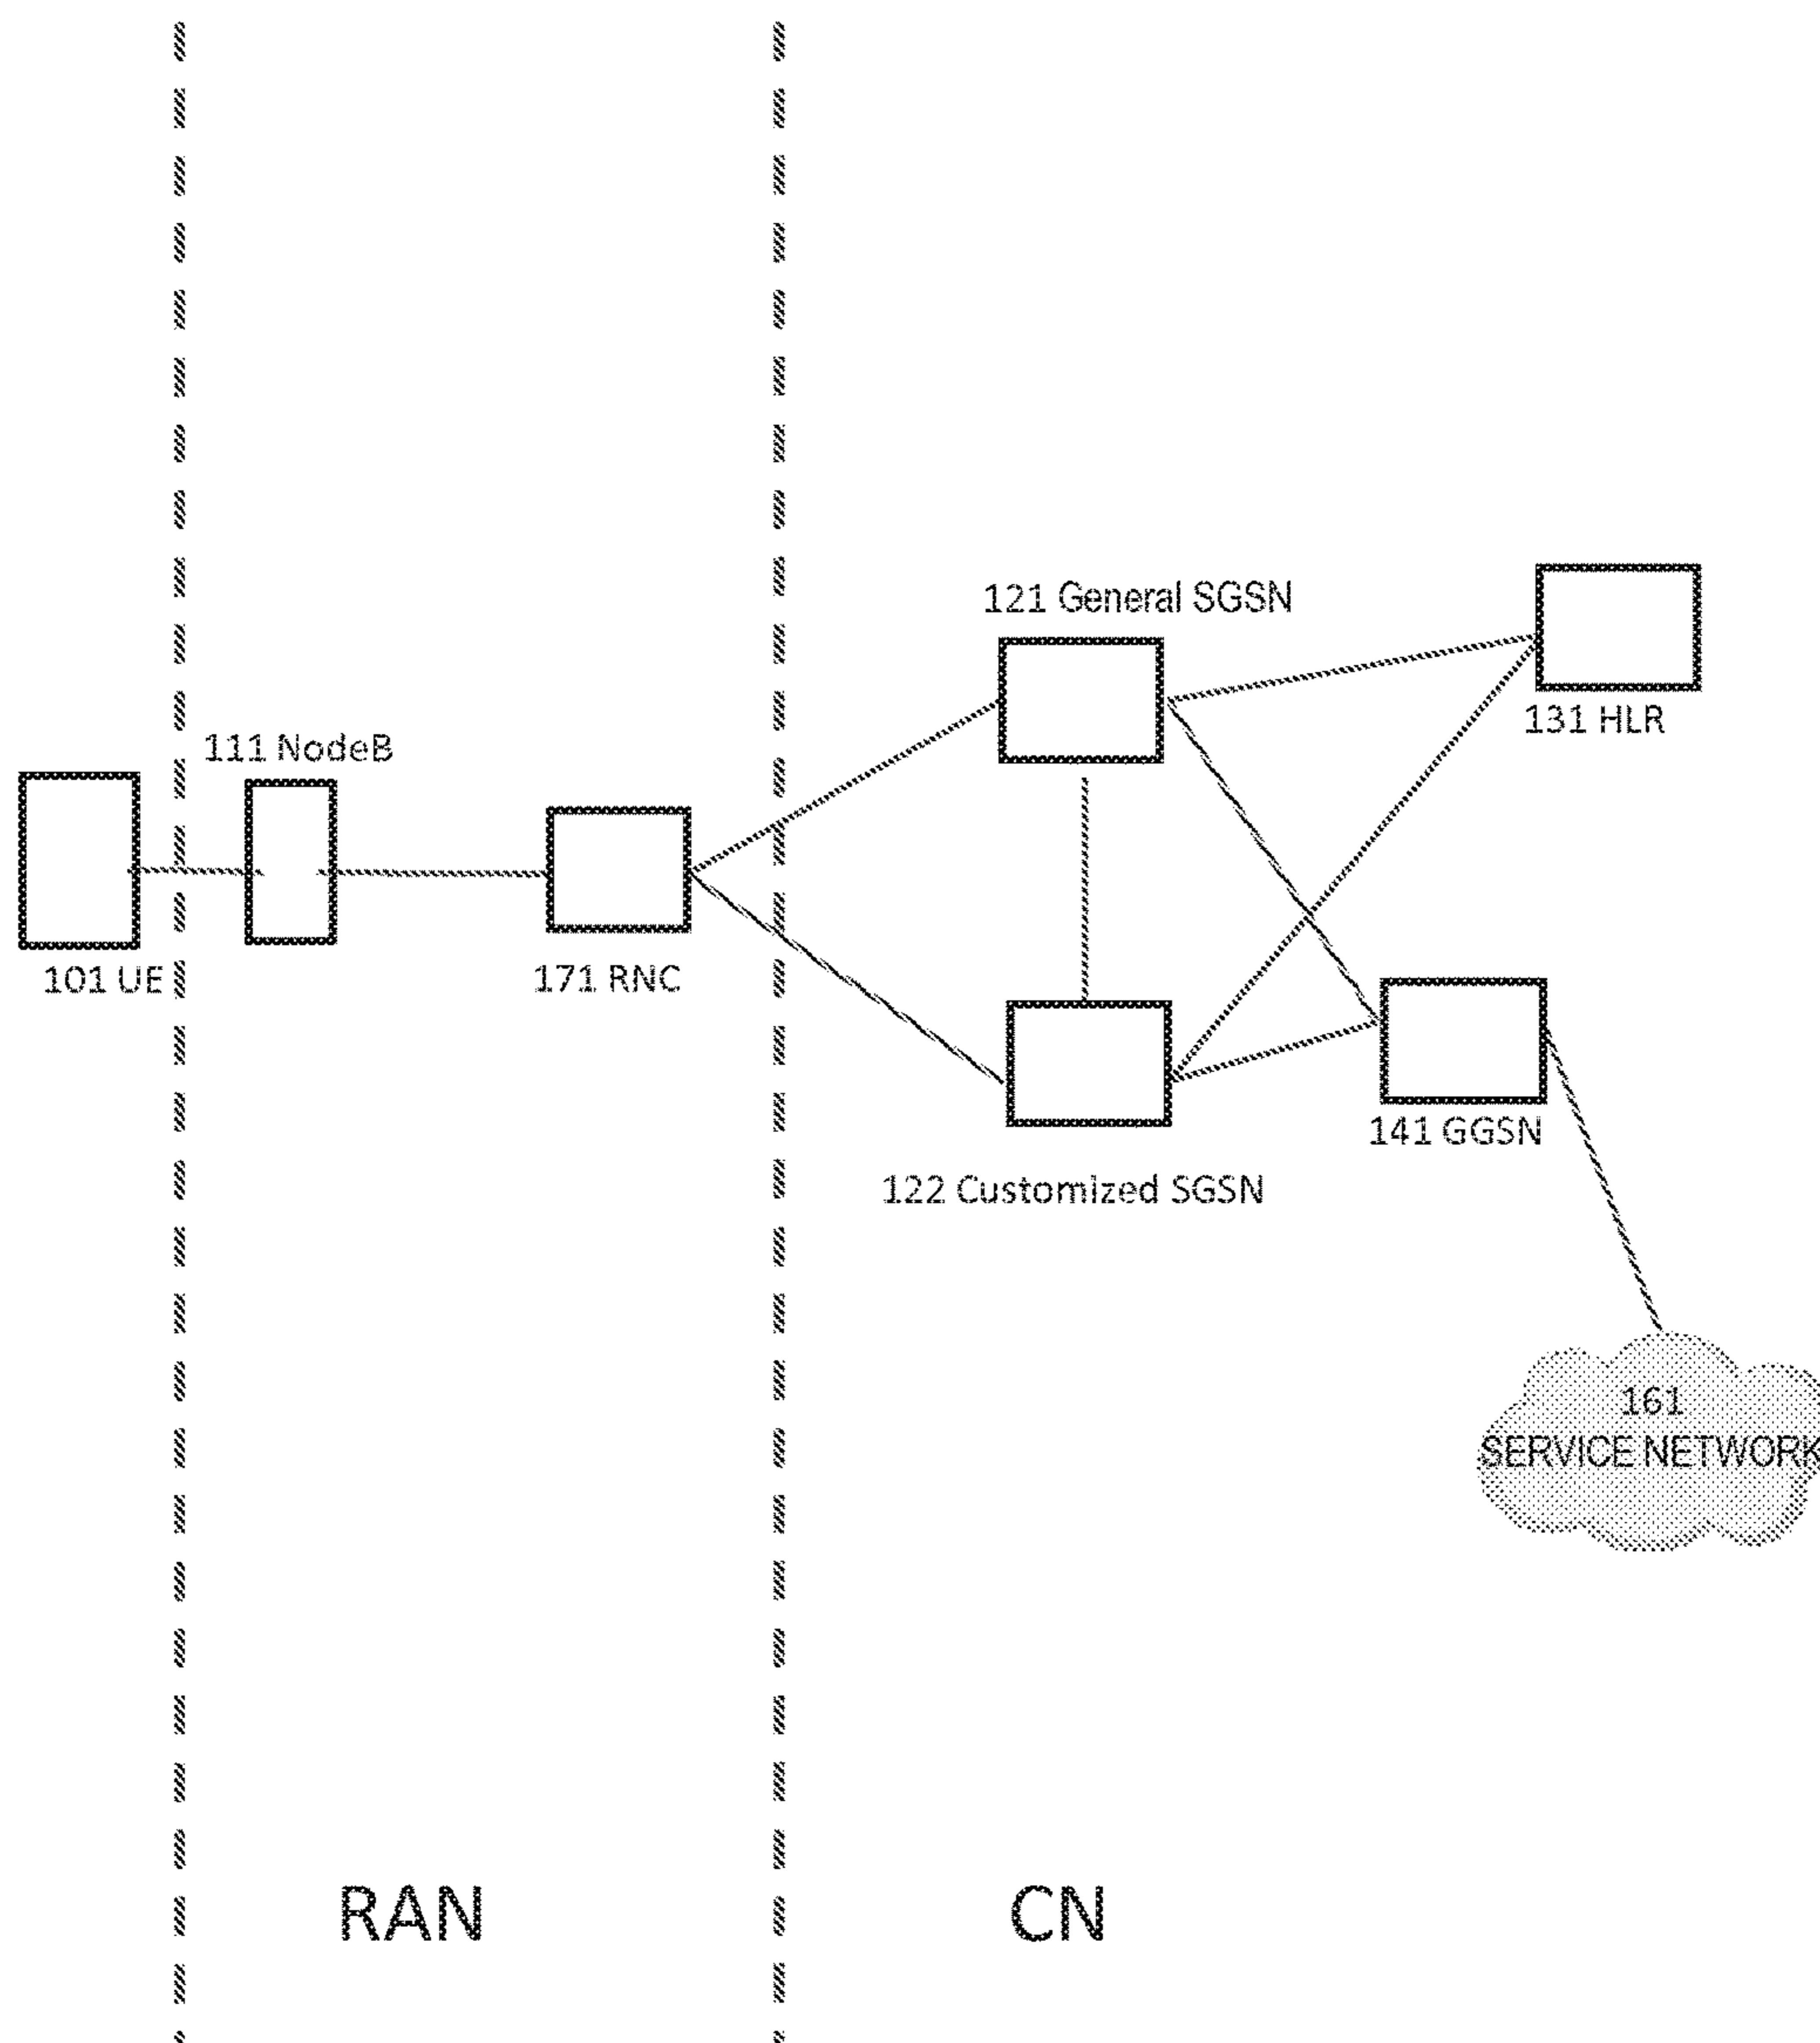 121 General SGSN
131 HLR
111 NodeB
101 UE
171 RNC
141 GGSN
122 Customized SGSN
161
SERVICE NETWORK
RAN
CN